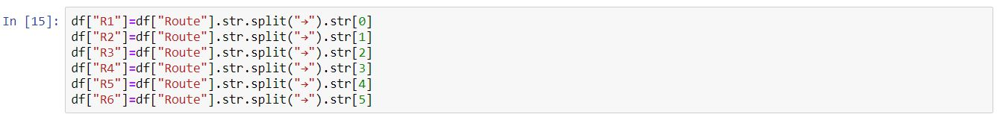 In [15]: df["R1"]=df["Route"].str.split("→").str[0]
df["R2"]=df["Route"].str.split("→").str[1]
df["R3"]=df["Route"].str.split("→").str[2]
df["R4"]=df["Route"].str.split("→").str[3]
df["R5"]=df["Route"].str.split("→").str[4]
df["R6"]=df["Route"].str.split("→").str[5]